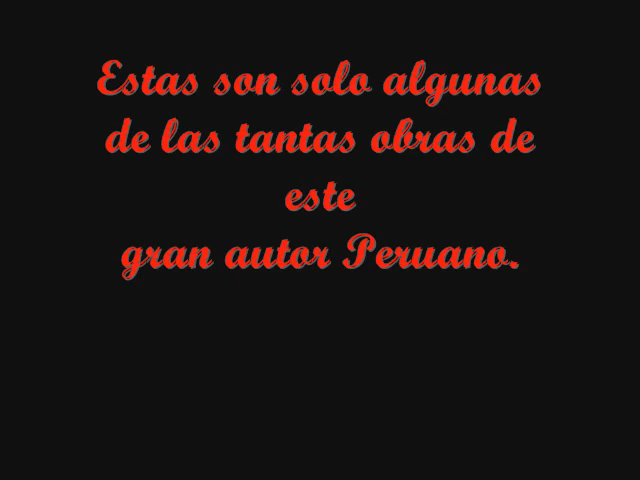 Estas son solo algunas
de las tantas obras de
este
gran autor Peruano.